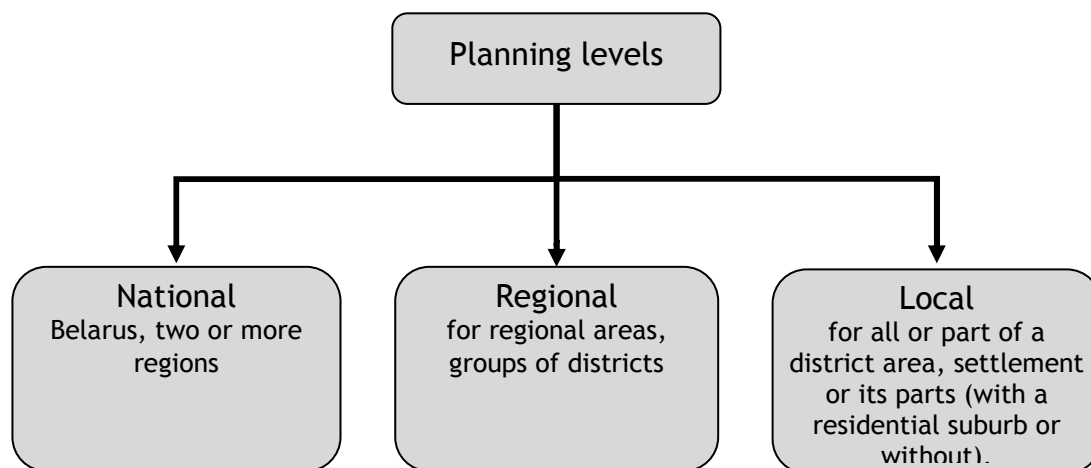 Planning levels
National
Belarus, two or more
regions
Regional
for regional areas,
groups of districts
Local
for all or part of a
district area, settlement
or its parts (with a
residential suburb or
without).